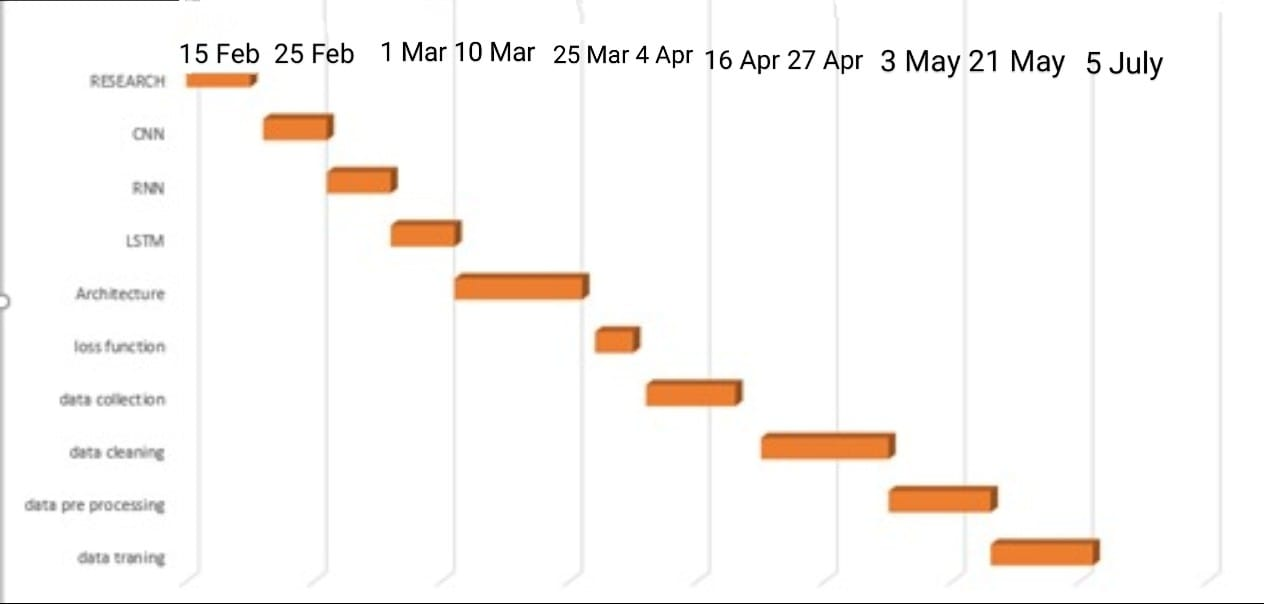 15 Feb 25 Feb 1 Mar 10 Mar 25 Mar 4 Apr 16 Apr 27 Apr 3 May 21 May 5 July
RESEARCH
CNN
RNN
LSTM
Architecture
loss function
data collection
data cleaning
data pre processing
data traning